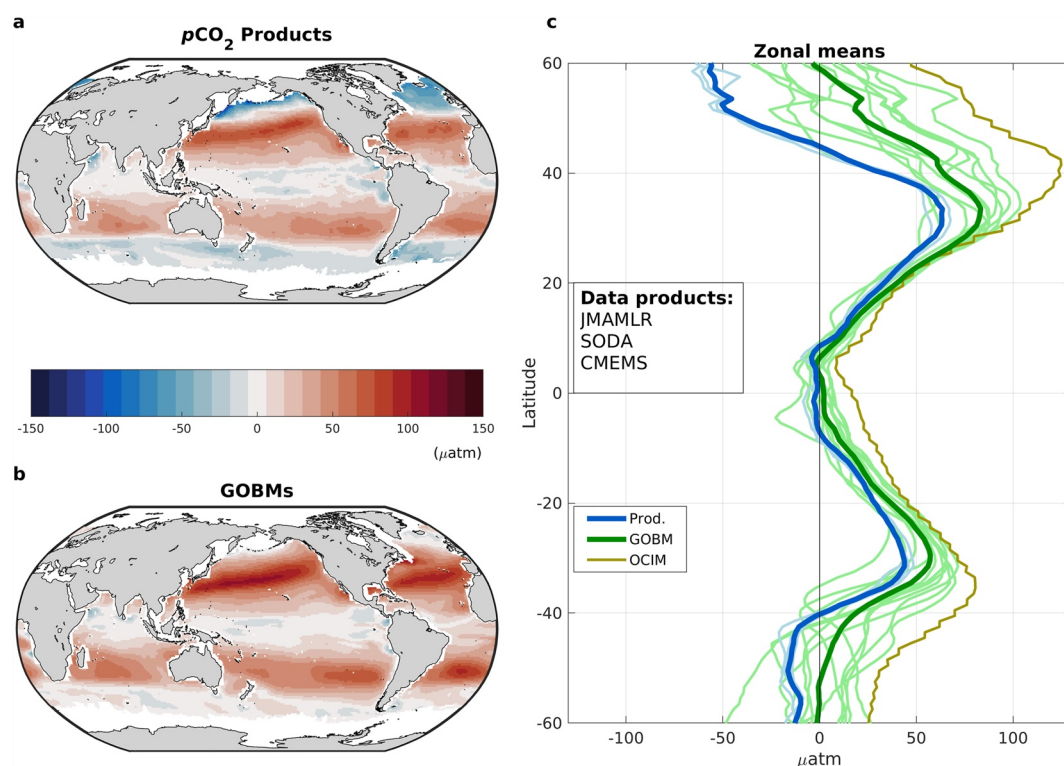 a
pCO2 Products
-150 -100 -50 0 50 100 150
(μatm)
b
GOBMs
c
Zonal means
60
40
20
0
-20
-40
-60
Latitude
Data products:
JMAMLR
SODA
CMEMS
Prod.
GOBM
OCIM
-100 -50 0 50 100
μatm